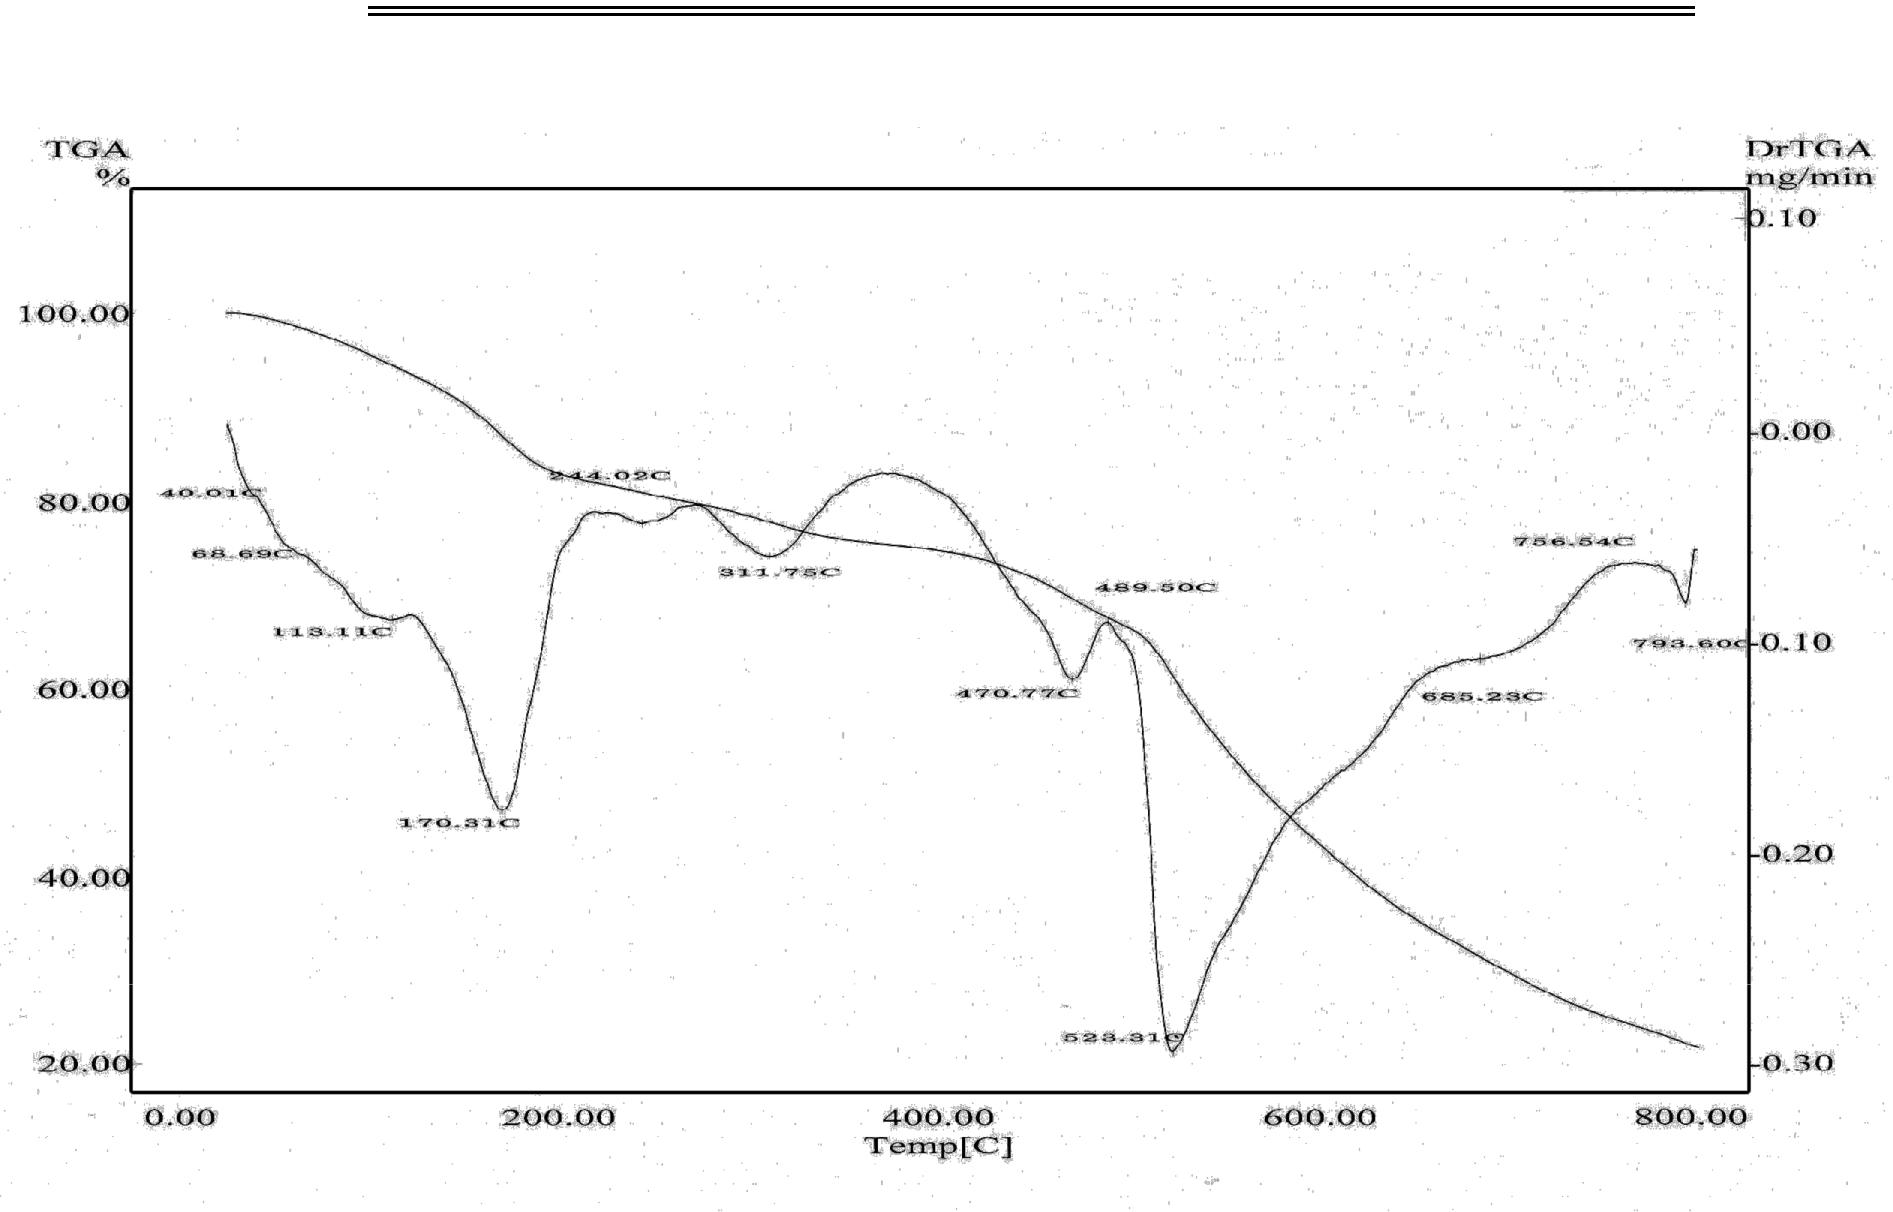 TGA
%
DrTGA
mg/min
0.10
100.00
-0.00
244.02C
40.01C
80.00
756.54C
68.69C
311.75C
489.50C
113.11C
793.60C
-0.10
60.00
470.77C
685.23C
170.31C
-0.20
40.00
523.31C
20.00
-0.30
0.00 200.00 400.00 600.00 800.00
Temp[C]